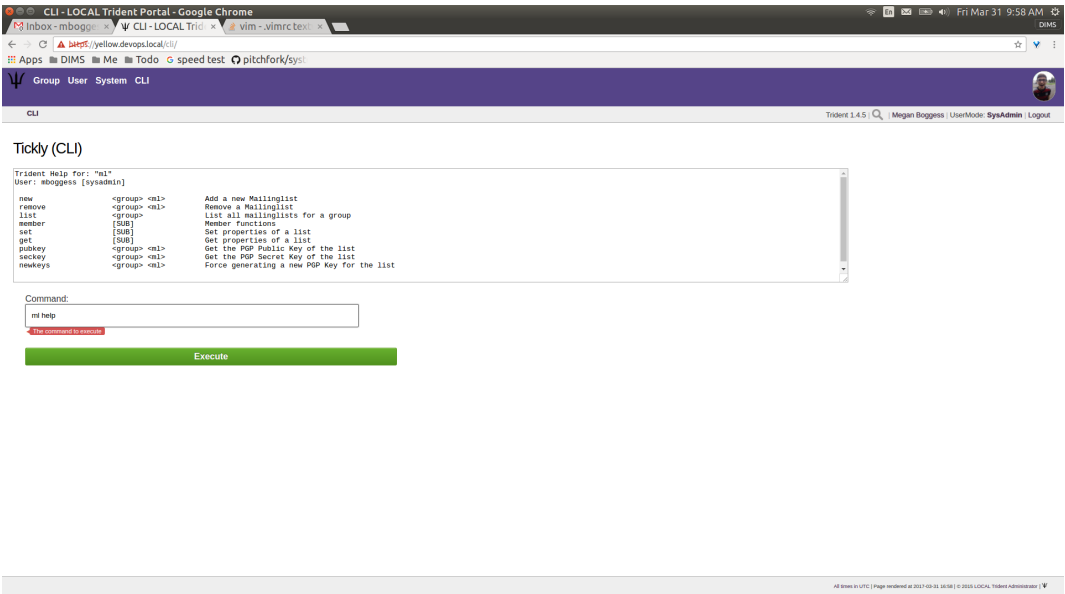 CLI - LOCAL Trident Portal - Google Chrome
En
Fri Mar 31 9:58 AM
Inbox - mbogge
CLI - LOCAL Trid
vim - .vimrc text
DIMS
https://yellow.devops.local/cli/
Apps DIMS Me Todo speed test pitchfork/syst
Group User System CLI
CLI
Trident 1.4.5 | | Megan Boggess | UserMode: SysAdmin | Logout
Tickly (CLI)
Trident Help for: "ml"
User: mboggess [sysadmin]
new <group> <ml> Add a new Mailinglist
remove <group> <ml> Remove a Mailinglist
list <group> List all mailinglists for a group
member [SUB] Member functions
set [SUB] Set properties of a list
get [SUB] Get properties of a list
pubkey <group> <ml> Get the PGP Public Key of the list
seckey <group> <ml> Get the PGP Secret Key of the list
newkeys <group> <ml> Force generating a new PGP Key for the list
Command:
ml help
The command to execute
Execute
All times in UTC | Page rendered at 2017-03-31 16:58 | © 2015 LOCAL Trident Administrator | Ψ